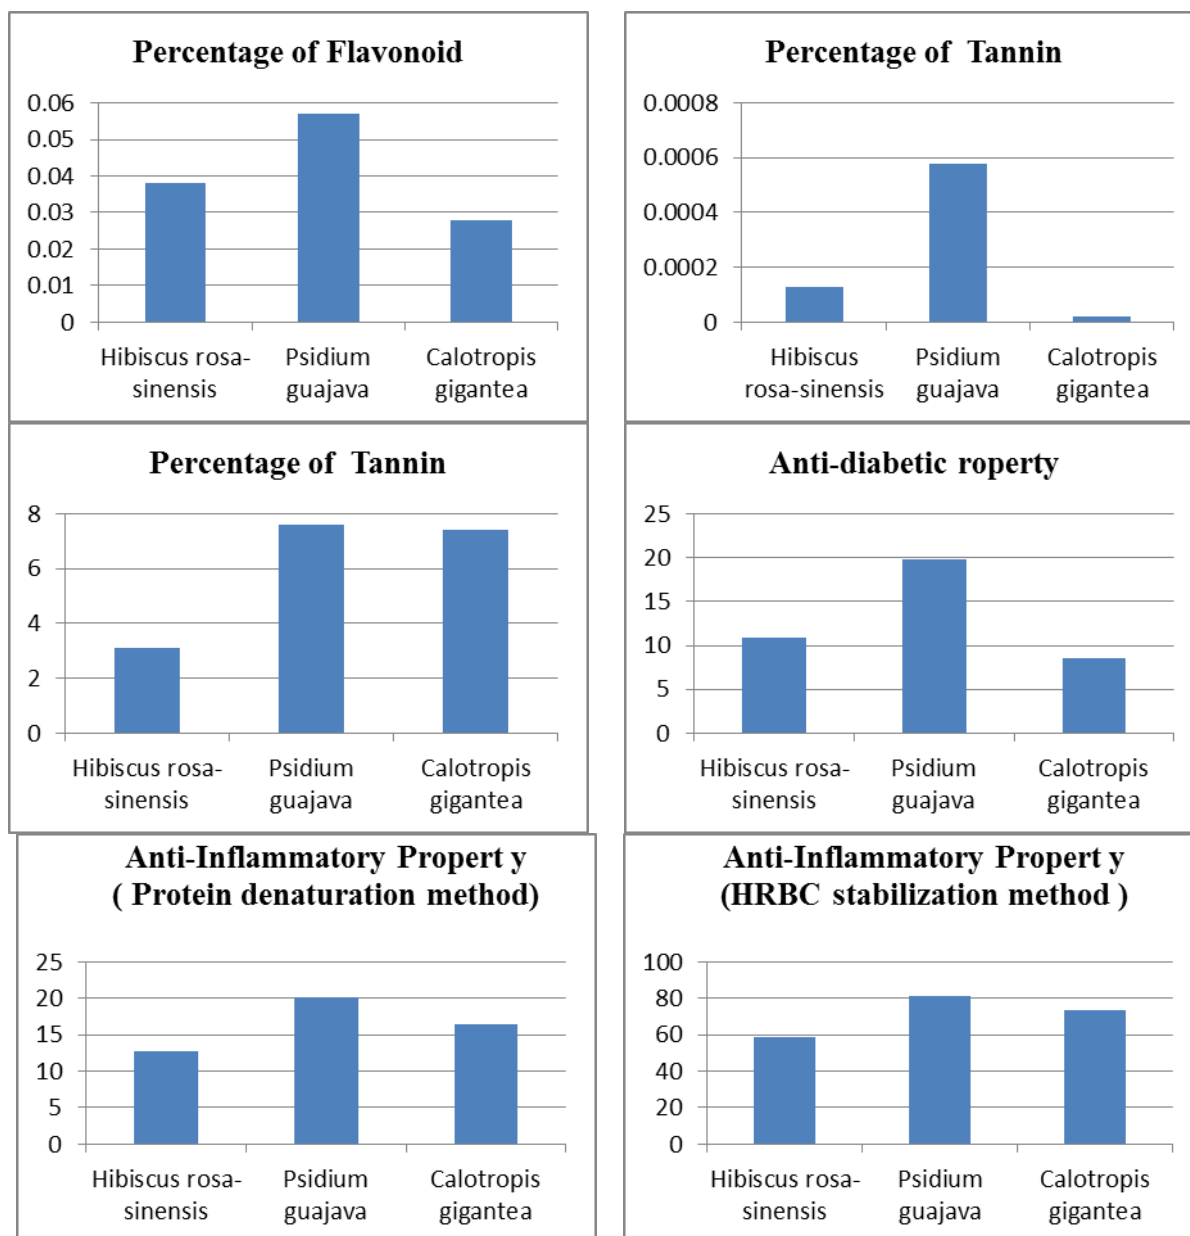 Percentage of Flavonoid
0.06
0.05
0.04
0.03
0.02
0.01
0
Hibiscus rosa-
sinensis
Psidium
guajava
Calotropis
gigantea
Percentage of Tannin
0.0008
0.0006
0.0004
0.0002
0
Hibiscus
rosa-sinensis
Psidium
guajava
Calotropis
gigantea
Percentage of Tannin
8
6
4
2
0
Hibiscus rosa-
sinensis
Psidium
guajava
Calotropis
gigantea
Anti-diabetic roperty
25
20
15
10
5
0
Hibiscus rosa-
sinensis
Psidium
guajava
Calotropis
gigantea
Anti-Inflammatory Propert y
( Protein denaturation method)
25
20
15
10
5
0
Hibiscus rosa-
sinensis
Psidium
guajava
Calotropis
gigantea
Anti-Inflammatory Propert y
(HRBC stabilization method )
100
80
60
40
20
0
Hibiscus rosa-
sinensis
Psidium
guajava
Calotropis
gigantea